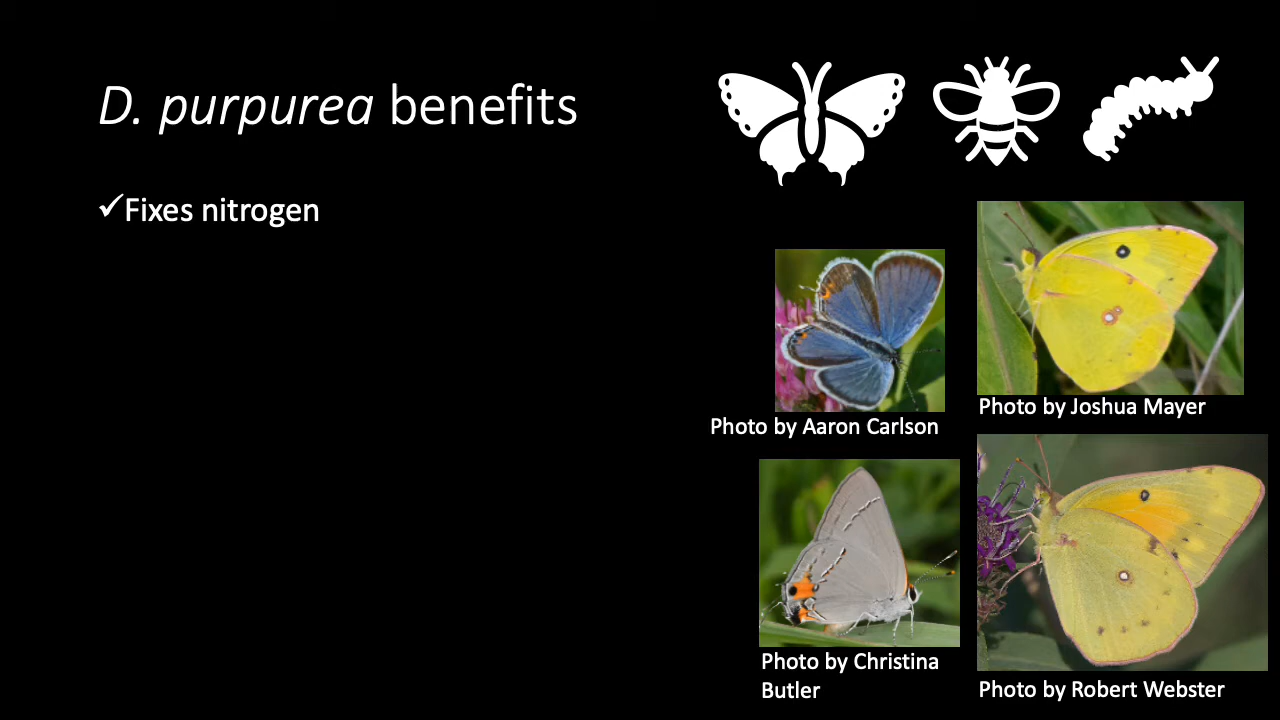 D. purpurea benefits
✓Fixes nitrogen
Photo by Joshua Mayer
Photo by Aaron Carlson
Photo by Christina
Butler
Photo by Robert Webster